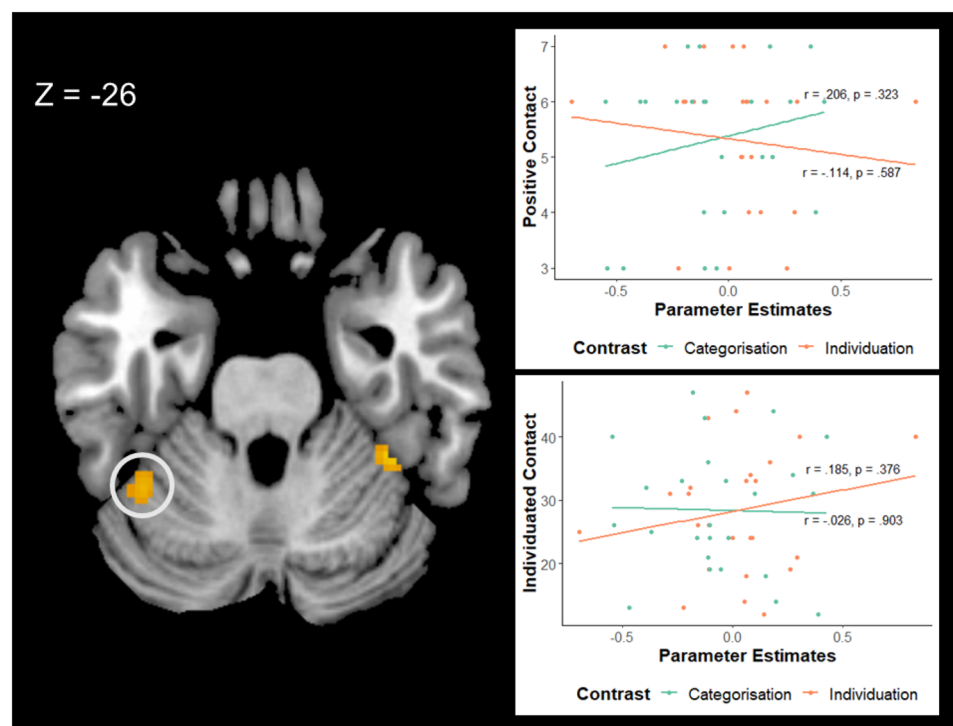 Z = -26
Positive Contact
7
6
5
4
3
r = .206, p = .323
r = -.114, p = .587
-0.5
0.0
0.5
Parameter Estimates
Contrast Categorisation Individuation
Individuated Contact
40
30
20
r = .185, p = .376
r = -.026, p = .903
-0.5
0.0
0.5
Parameter Estimates
Contrast Categorisation Individuation